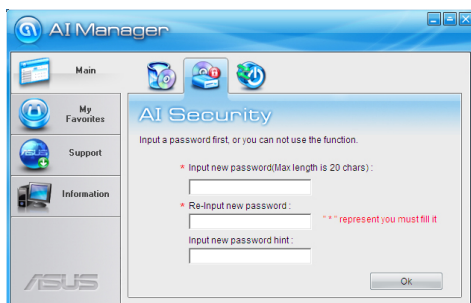 AI Manager
Main
My
Favorites
Support
Information
ASUS
AI Security
Input a password first, or you can not use the function.
* Input new password(Max length is 20 chars) :
* Re-Input new password :
"*" represent you must fill it
Input new password hint :
Ok
ASUS